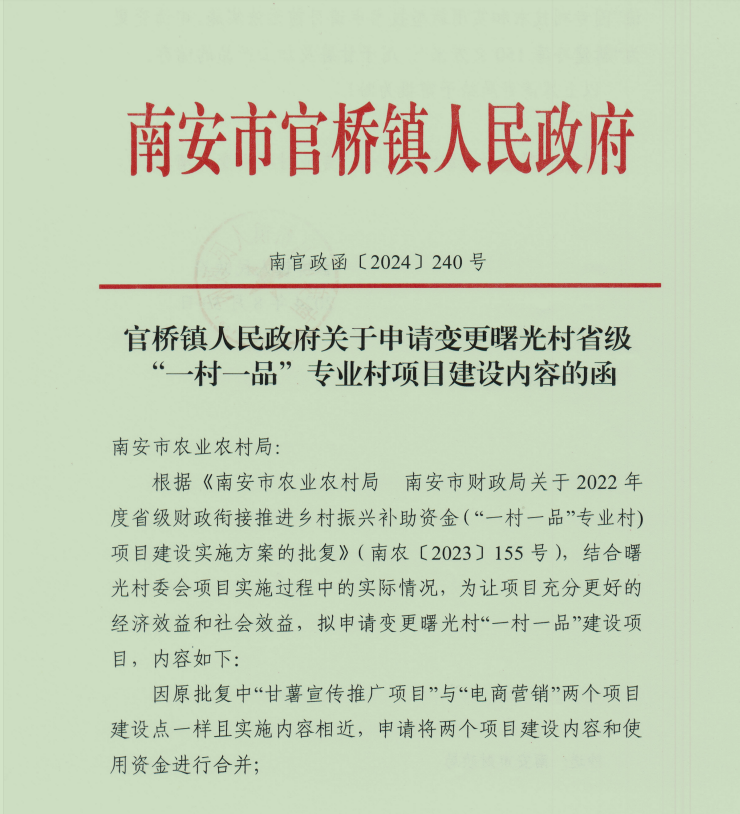 南安市官桥镇人民政府
南官政函〔2024〕240 号
官桥镇人民政府关于申请变更曙光村省级
“一村一品”专业村项目建设内容的函
南安市农业农村局：
根据《南安市农业农村局　南安市财政局关于 2022 年
度省级财政衔接推进乡村振兴补助资金(“一村一品”专业村)
项目建设实施方案的批复》（南农〔2023〕155 号），结合曙
光村委会项目实施过程中的实际情况，为让项目充分更好的
经济效益和社会效益，拟申请变更曙光村“一村一品”建设项
目，内容如下：
因原批复中“甘薯宣传推广项目”与“电商营销”两个项目
建设点一样且实施内容相近，申请将两个项目建设内容和使
用资金进行合并；